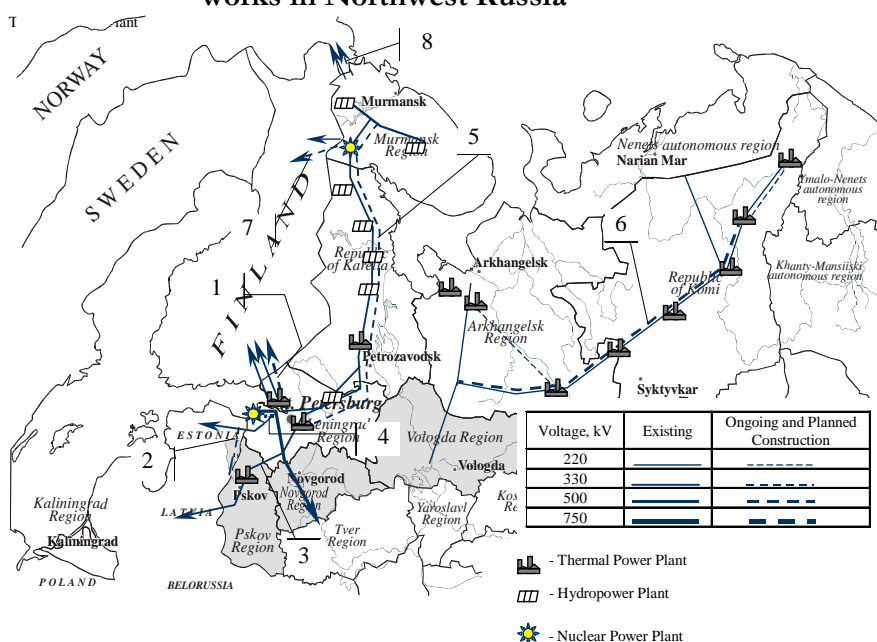 works in Northwest Russia
T
lant
8
NORWAY
Murmansk
5
Murmansk
Region
Nenets autonomous region
Narian Mar
SWEDEN
Ymalo-Nenets
autonomous
region
7
6
FINLAND
Republic
of Karelia
Arkhangelsk
Khanty-Mansiiski
autonomous region
Republic
of Komi
1
Arkhangelsk
Region
Petrozavodsk
Syktyvkar
Petersburg
Leningrad
Region
ESTONIA
Vologda Region
2
4
Vologda
Pskov
Novgorod
Novgorod
Region
Kaliningrad
Region
LATVIA
Yaroslavl
Region
Kos
Re
Kaliningrad
Pskov
Region
Tver
Region
3
POLAND
BELORUSSIA
Voltage, kV
Existing
Ongoing and Planned
Construction
220
330
500
750
- Thermal Power Plant
- Hydropower Plant
- Nuclear Power Plant